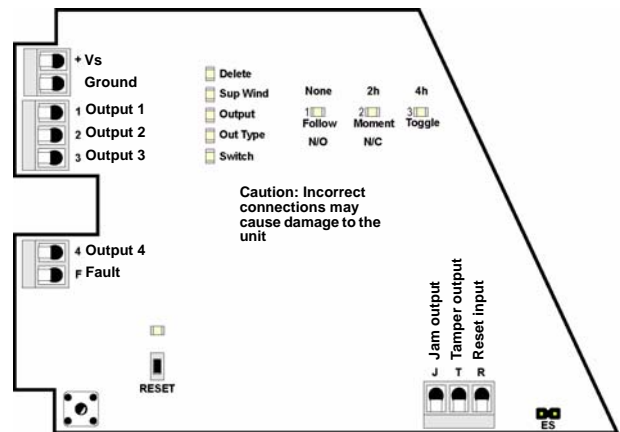 + Vs
Ground
1 Output 1
2 Output 2
3 Output 3
Delete
Sup Wind
Output
Out Type
Switch
None 2h 4h
1 2 3
Follow Moment Toggle
N/O N/C
Caution: Incorrect
connections may
cause damage to the
unit
4 Output 4
F Fault
RESET
Jam output
Tamper output
Reset input
J T R
ES